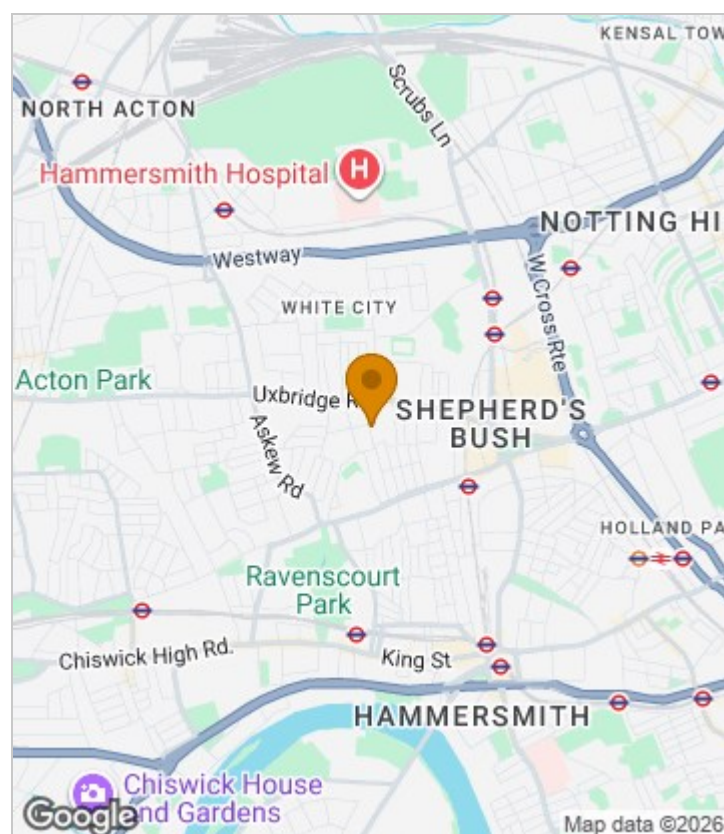 KENSAL TOW
NORTH ACTON
Scrubs Ln
Hammersmith Hospital
H
NOTTING HI
Westway
WHITE CITY
W Cross Rte
Acton Park
Uxbridge R
SHEPHERD'S
BUSH
Askew Rd
HOLLAND PA
Ravenscourt
Park
Chiswick High Rd.
King St
HAMMERSMITH
Chiswick House
and Gardens
Google
Map data ©2026